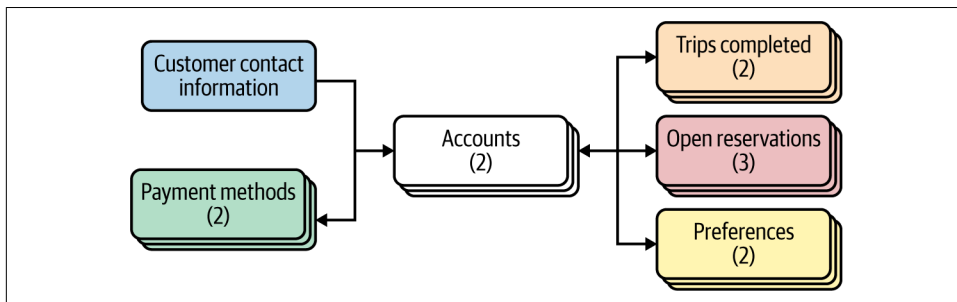 Customer contact
information
Payment methods
(2)
Accounts
(2)
Trips completed
(2)
Open reservations
(3)
Preferences
(2)